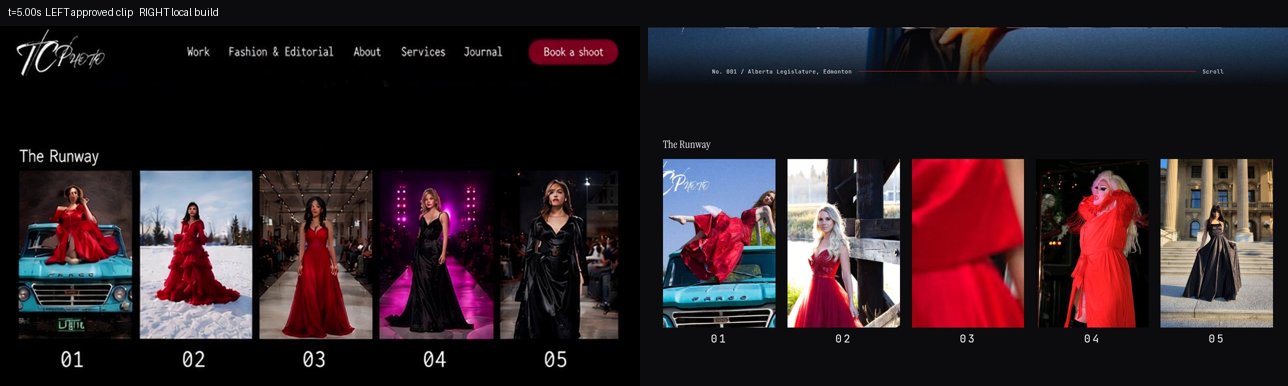 t=5.00s LEFT approved clip RIGHT local build
TCPHOTO
Work
Fashion & Editorial
About
Services
Journal
Book a shoot
The Runway
01
02
03
04
05
No. 001 / Alberta Legislature, Edmonton
Scroll
The Runway
CPHOTO
01
02
03
04
05